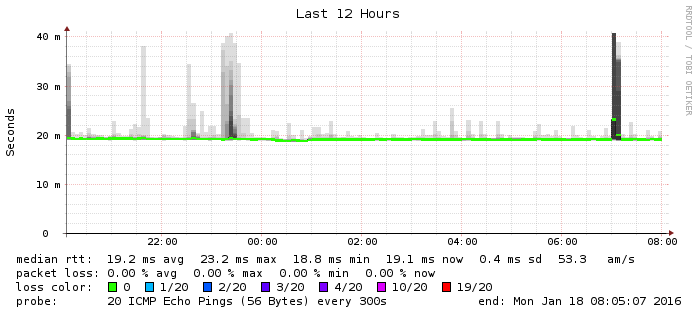 Last 12 Hours
RRDTOOL / TOBI OETIKER
Seconds
40 m
30 m
20 m
10 m
0
22:00 00:00 02:00 04:00 06:00 08:00
median rtt: 19.2 ms avg 23.2 ms max 18.8 ms min 19.1 ms now 0.4 ms sd 53.3 am/s
packet loss: 0.00 % avg 0.00 % max 0.00 % min 0.00 % now
loss color: 0 1/20 2/20 3/20 4/20 10/20 19/20
probe: 20 ICMP Echo Pings (56 Bytes) every 300s end: Mon Jan 18 08:05:07 2016